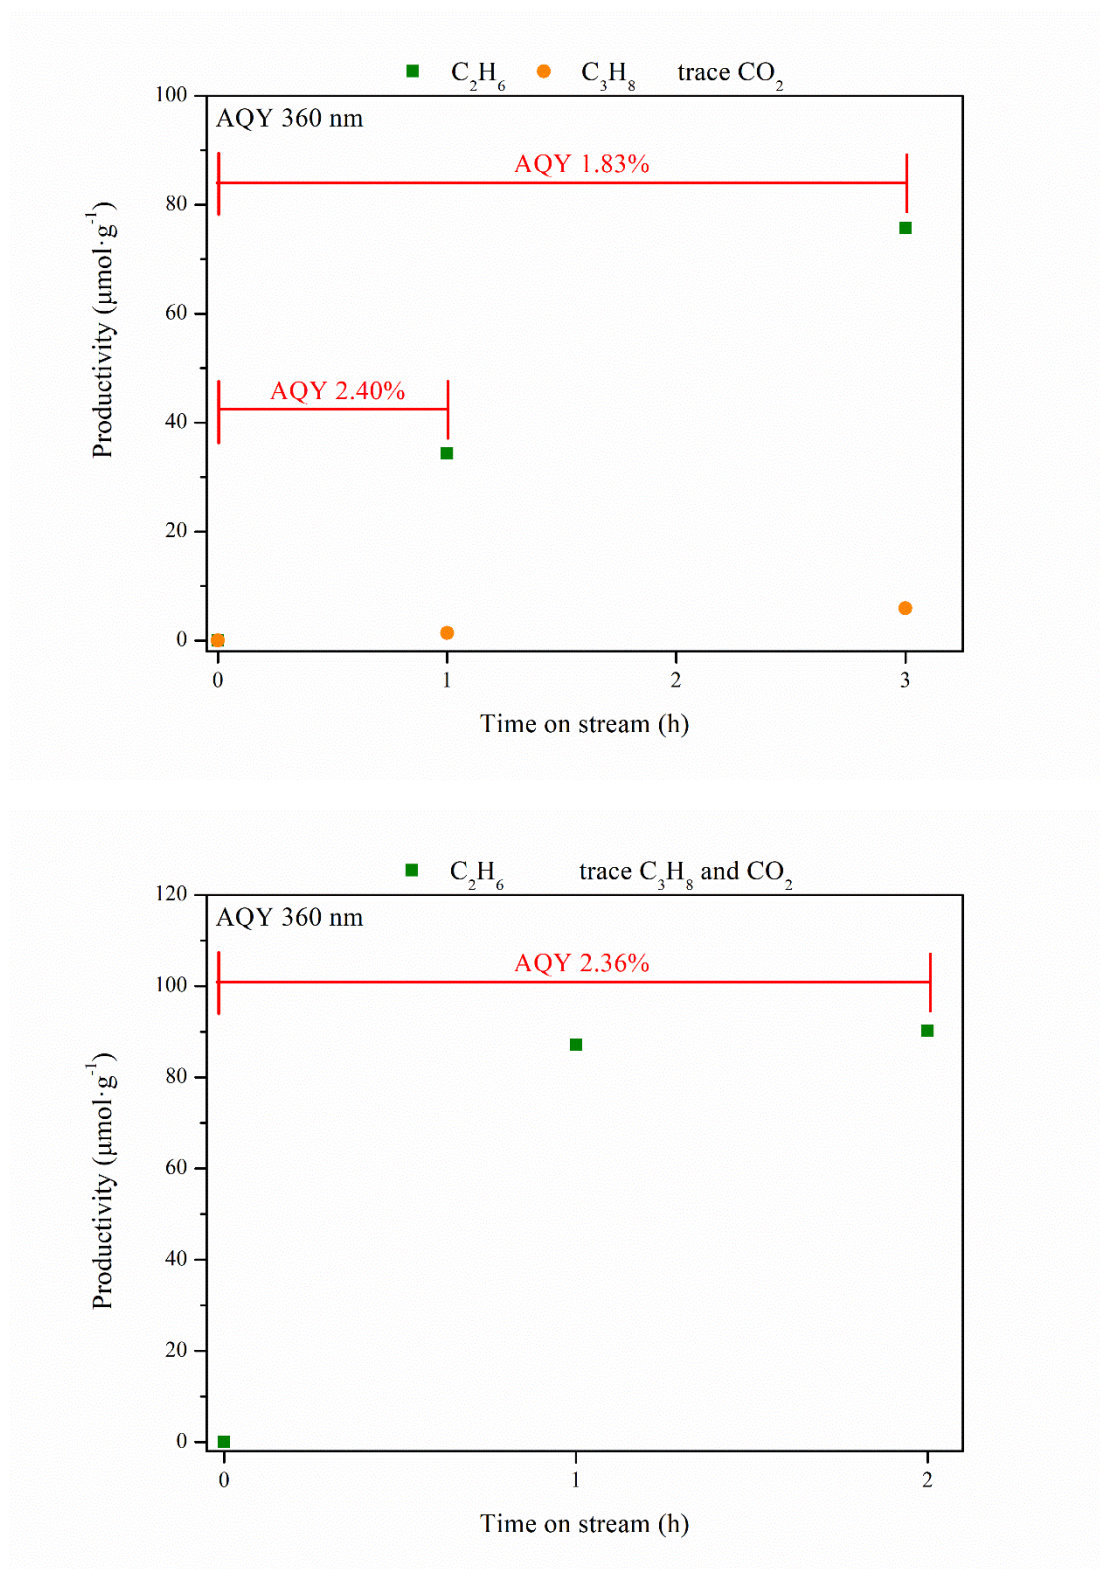 C₂H₆ C₃H₈ trace CO₂
100
AQY 360 nm
AQY 1.83%
80
60
AQY 2.40%
40
20
0
Productivity (μmol·g⁻¹)
0 1 2 3
Time on stream (h)
C₂H₆ trace C₃H₈ and CO₂
120
AQY 360 nm
AQY 2.36%
100
80
60
40
20
0
Productivity (μmol·g⁻¹)
0 1 2
Time on stream (h)